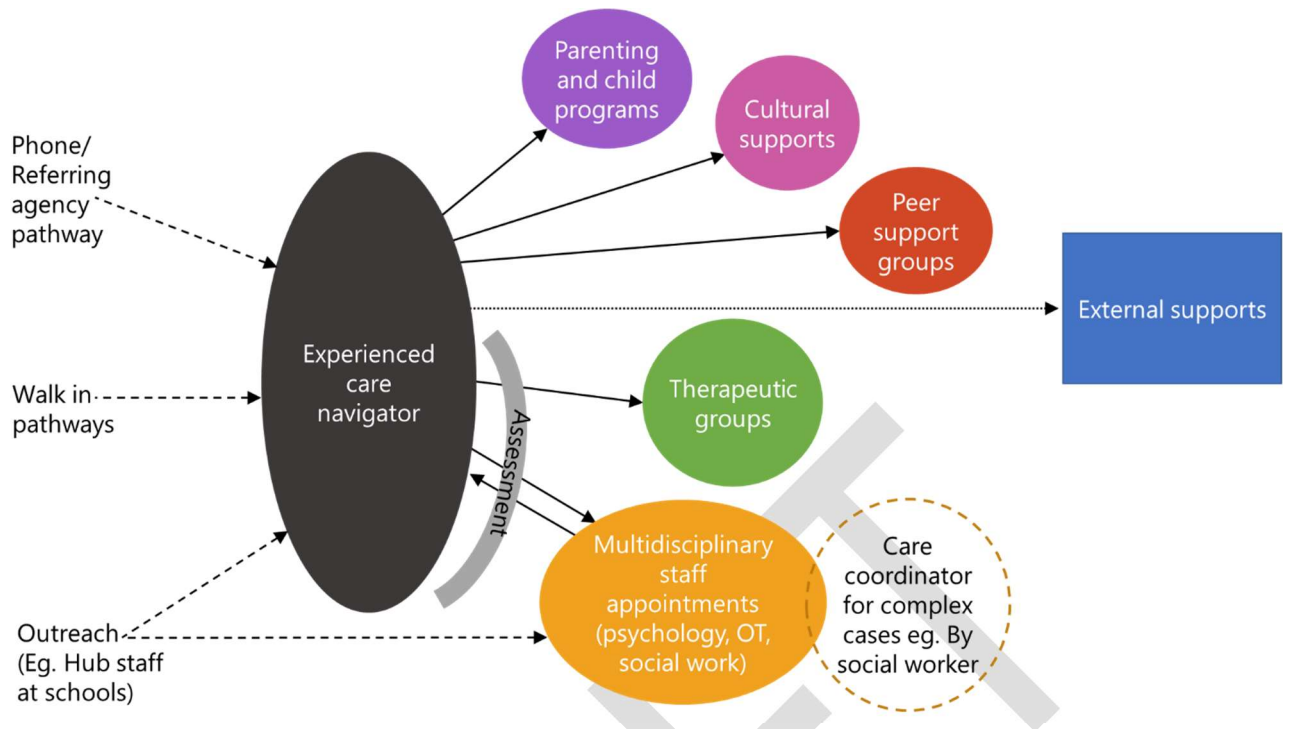 Parenting
and child
programs
Cultural
supports
Phone/
Referring
agency
pathway
Peer
support
groups
External supports
Experienced
care
navigator
Walk in
pathways
Therapeutic
groups
Assessment
Multidisciplinary
staff
appointments
(psychology, OT,
social work)
Care
coordinator
for complex
cases eg. By
social worker
Outreach
(Eg. Hub staff
at schools)